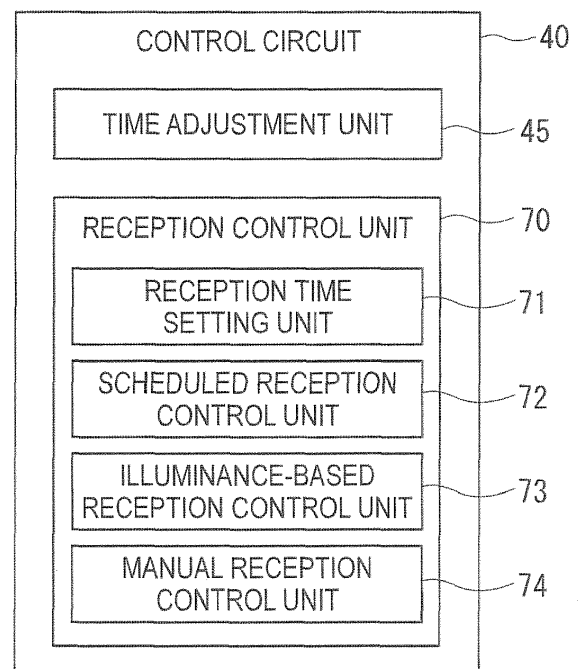 CONTROL CIRCUIT
40
TIME ADJUSTMENT UNIT
45
RECEPTION CONTROL UNIT
70
RECEPTION TIME
SETTING UNIT
71
SCHEDULED RECEPTION
CONTROL UNIT
72
ILLUMINANCE-BASED
RECEPTION CONTROL UNIT
73
MANUAL RECEPTION
CONTROL UNIT
74